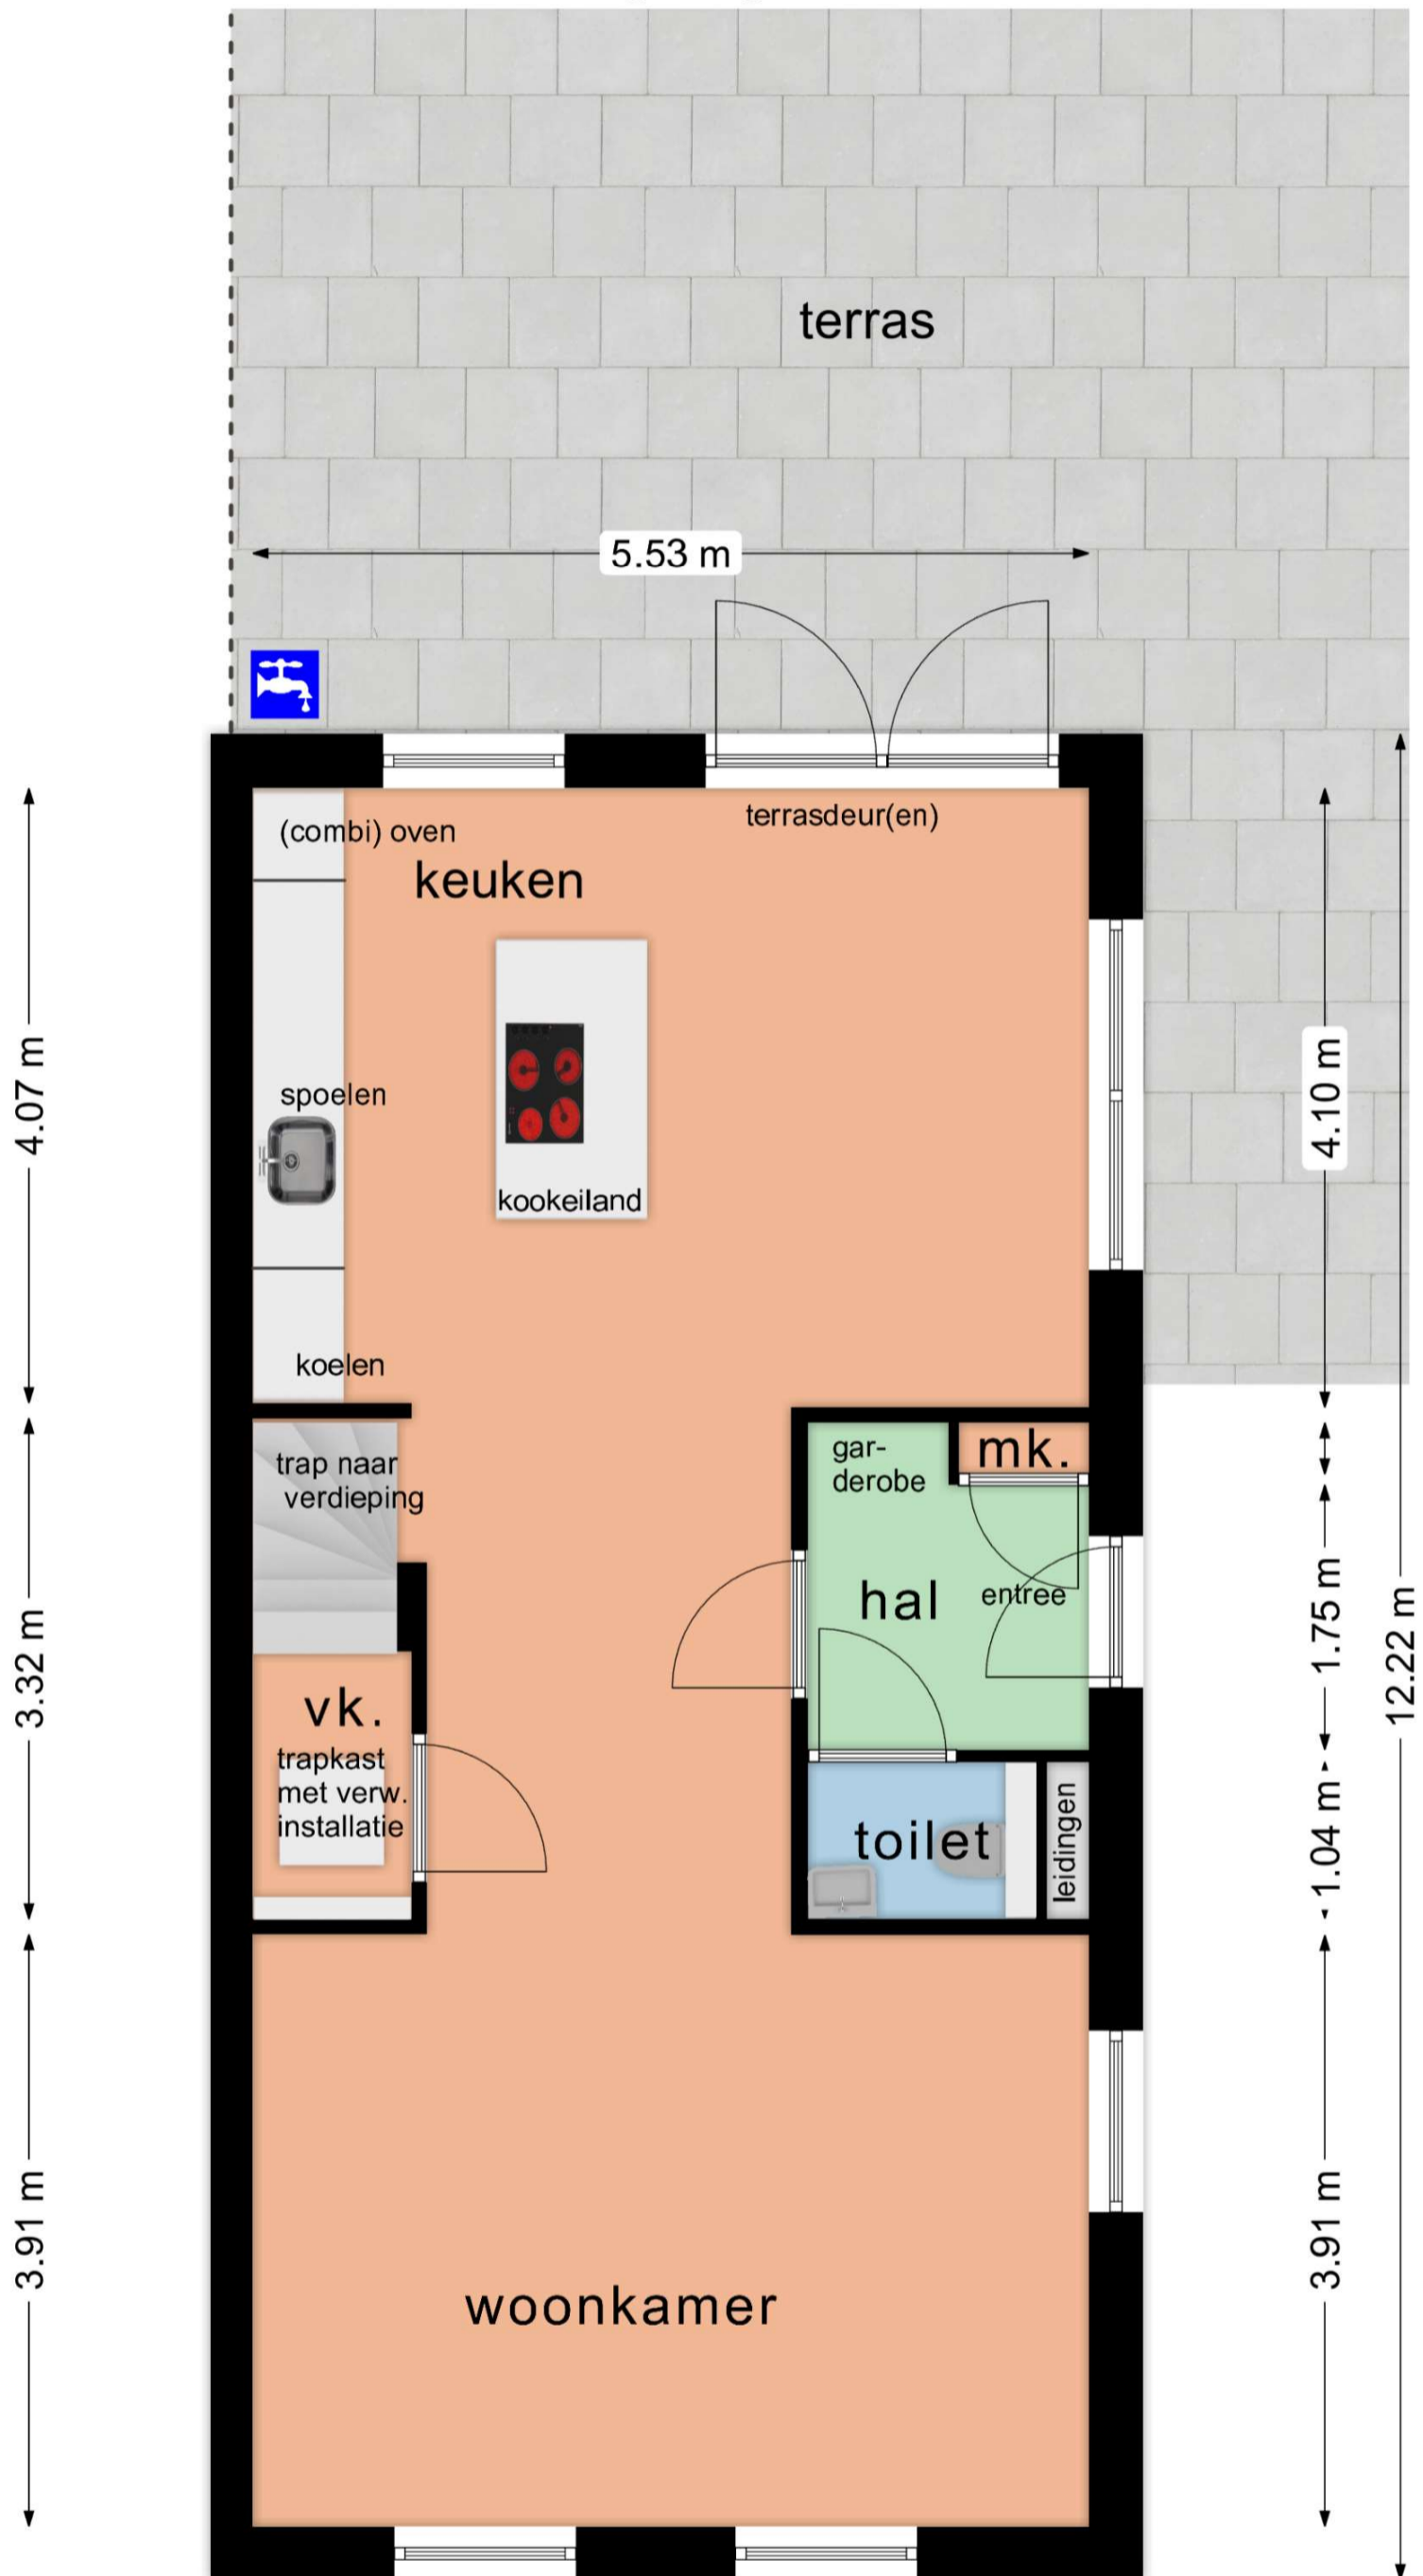 terras
5.53 m
terrasdeur(en)
(combi) oven
keuken
4.07 m
4.10 m
spoelen
kookeiland
koelen
trap naar
verdieping
gar-
derobe
mk.
hal
entree
1.75 m
12.22 m
3.32 m
vk.
trapkast
met verw.
installatie
toilet
leidingen
1.04 m
3.91 m
3.91 m
woonkamer